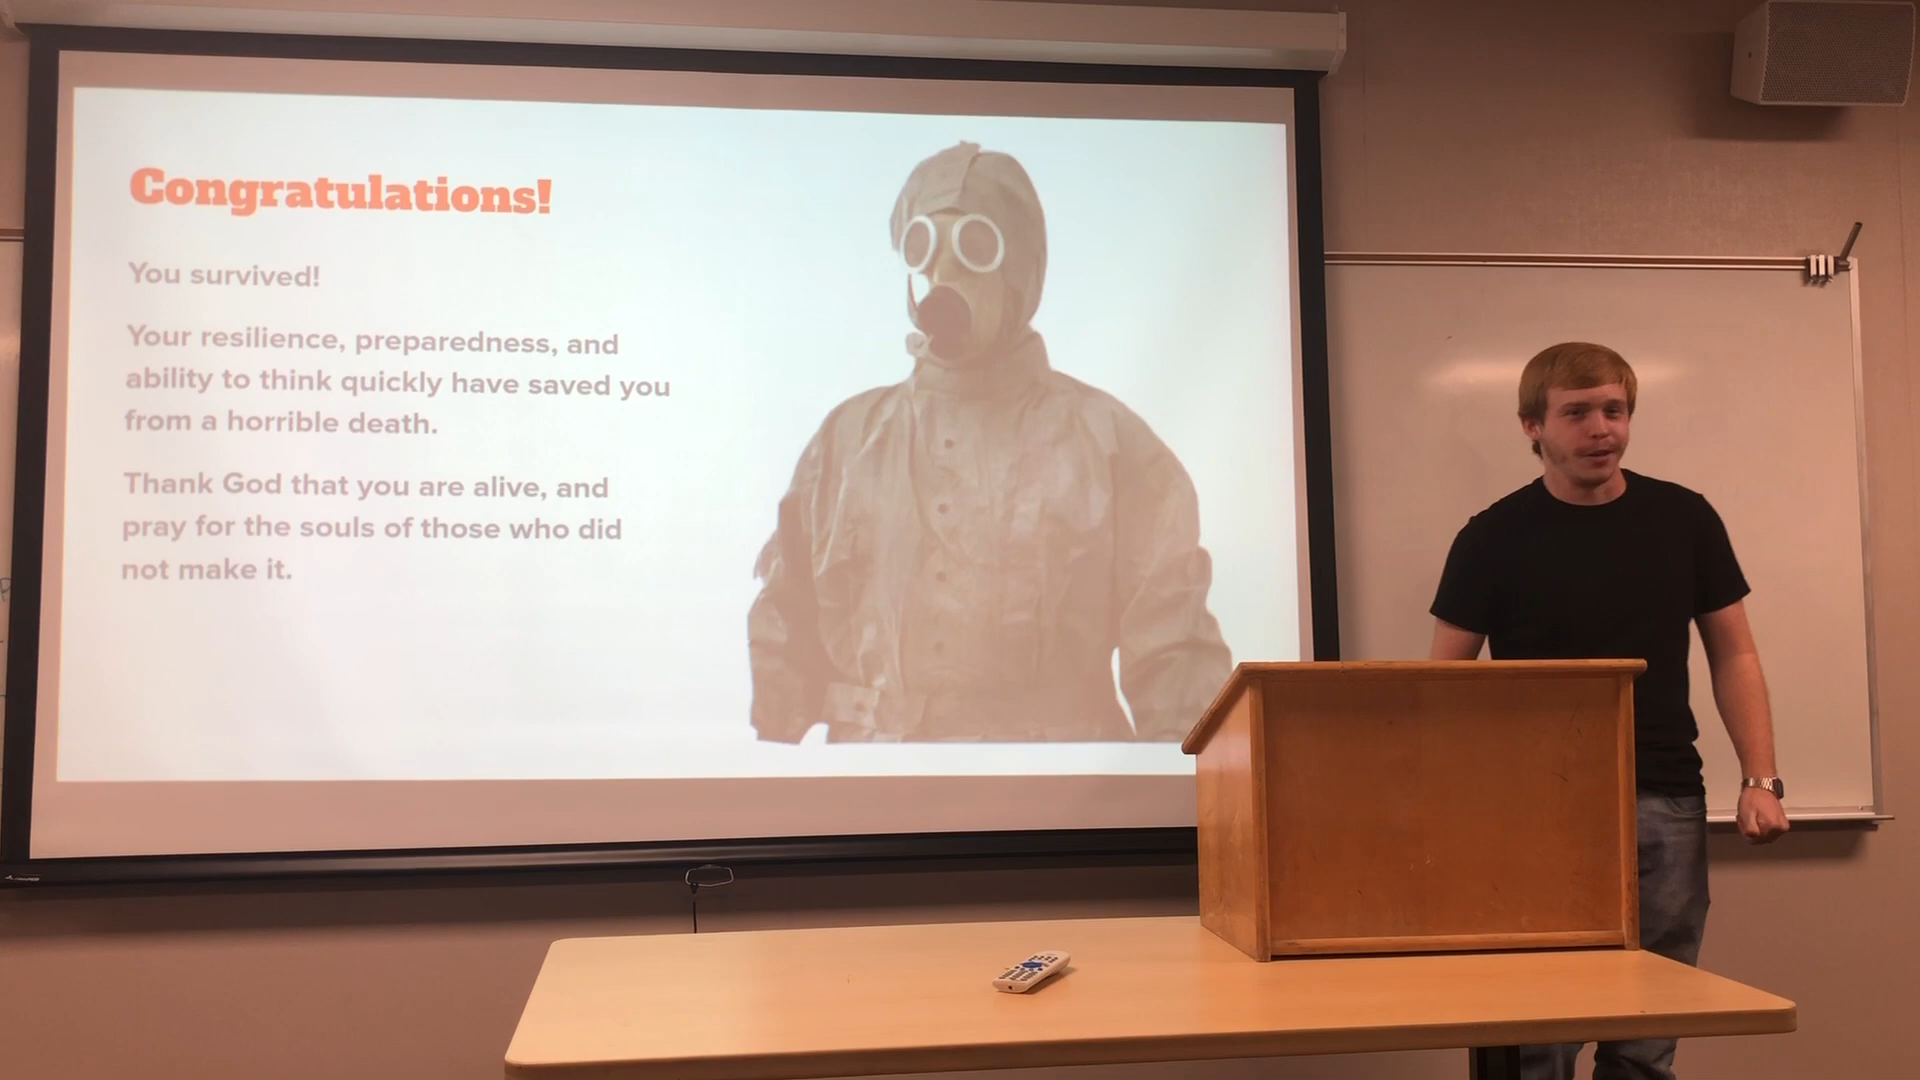 Congratulations!
You survived!
Your resilience, preparedness, and
ability to think quickly have saved you
from a horrible death.
Thank God that you are alive, and
pray for the souls of those who did
not make it.